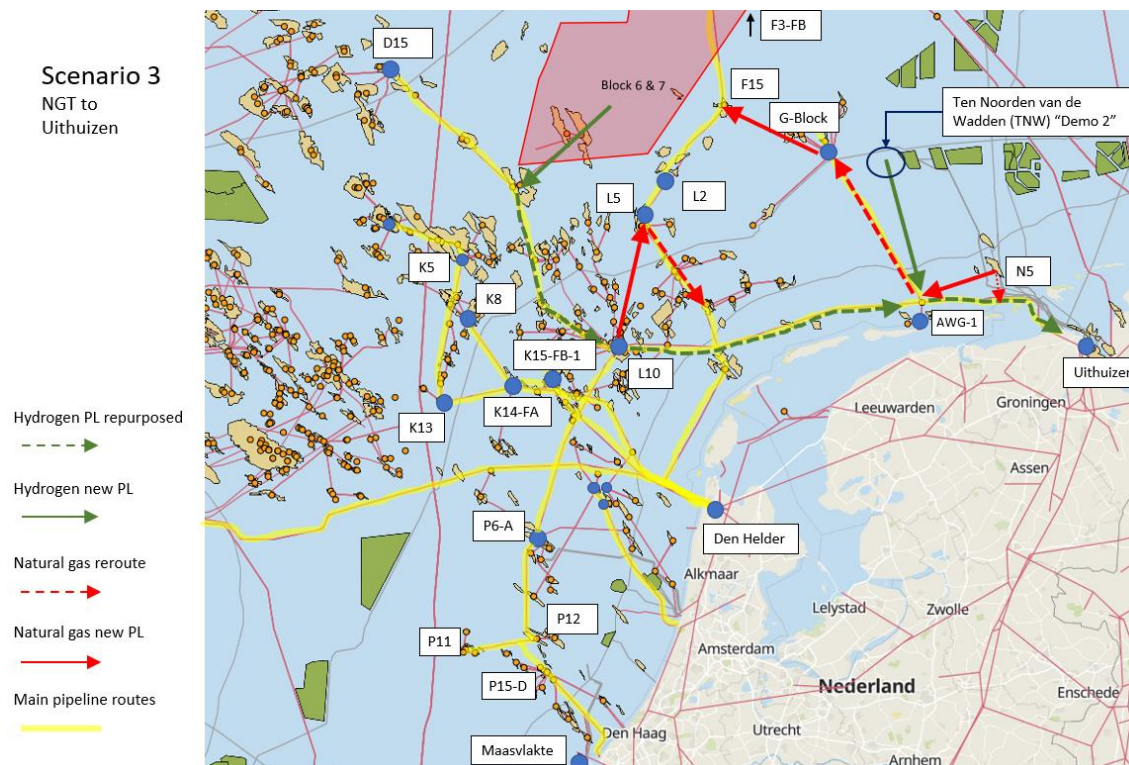 Scenario 3
NGT to
Uithuizen
Hydrogen PL repurposed
Hydrogen new PL
Natural gas reroute
Natural gas new PL
Main pipeline routes
D15
F3-FB
Block 6 & 7
F15
G-Block
Ten Noorden van de
Wadden (TNW) “Demo 2”
L2
L5
K5
K8
N5
K15-FB-1
L10
AWG-1
Uithuizen
K13
K14-FA
Leeuwarden
Groningen
Assen
P6-A
Den Helder
Alkmaar
Lelystad
Zwolle
P12
P11
Amsterdam
P15-D
Nederland
Enschede
Den Haag
Utrecht
Maasvlakte
Arnhem